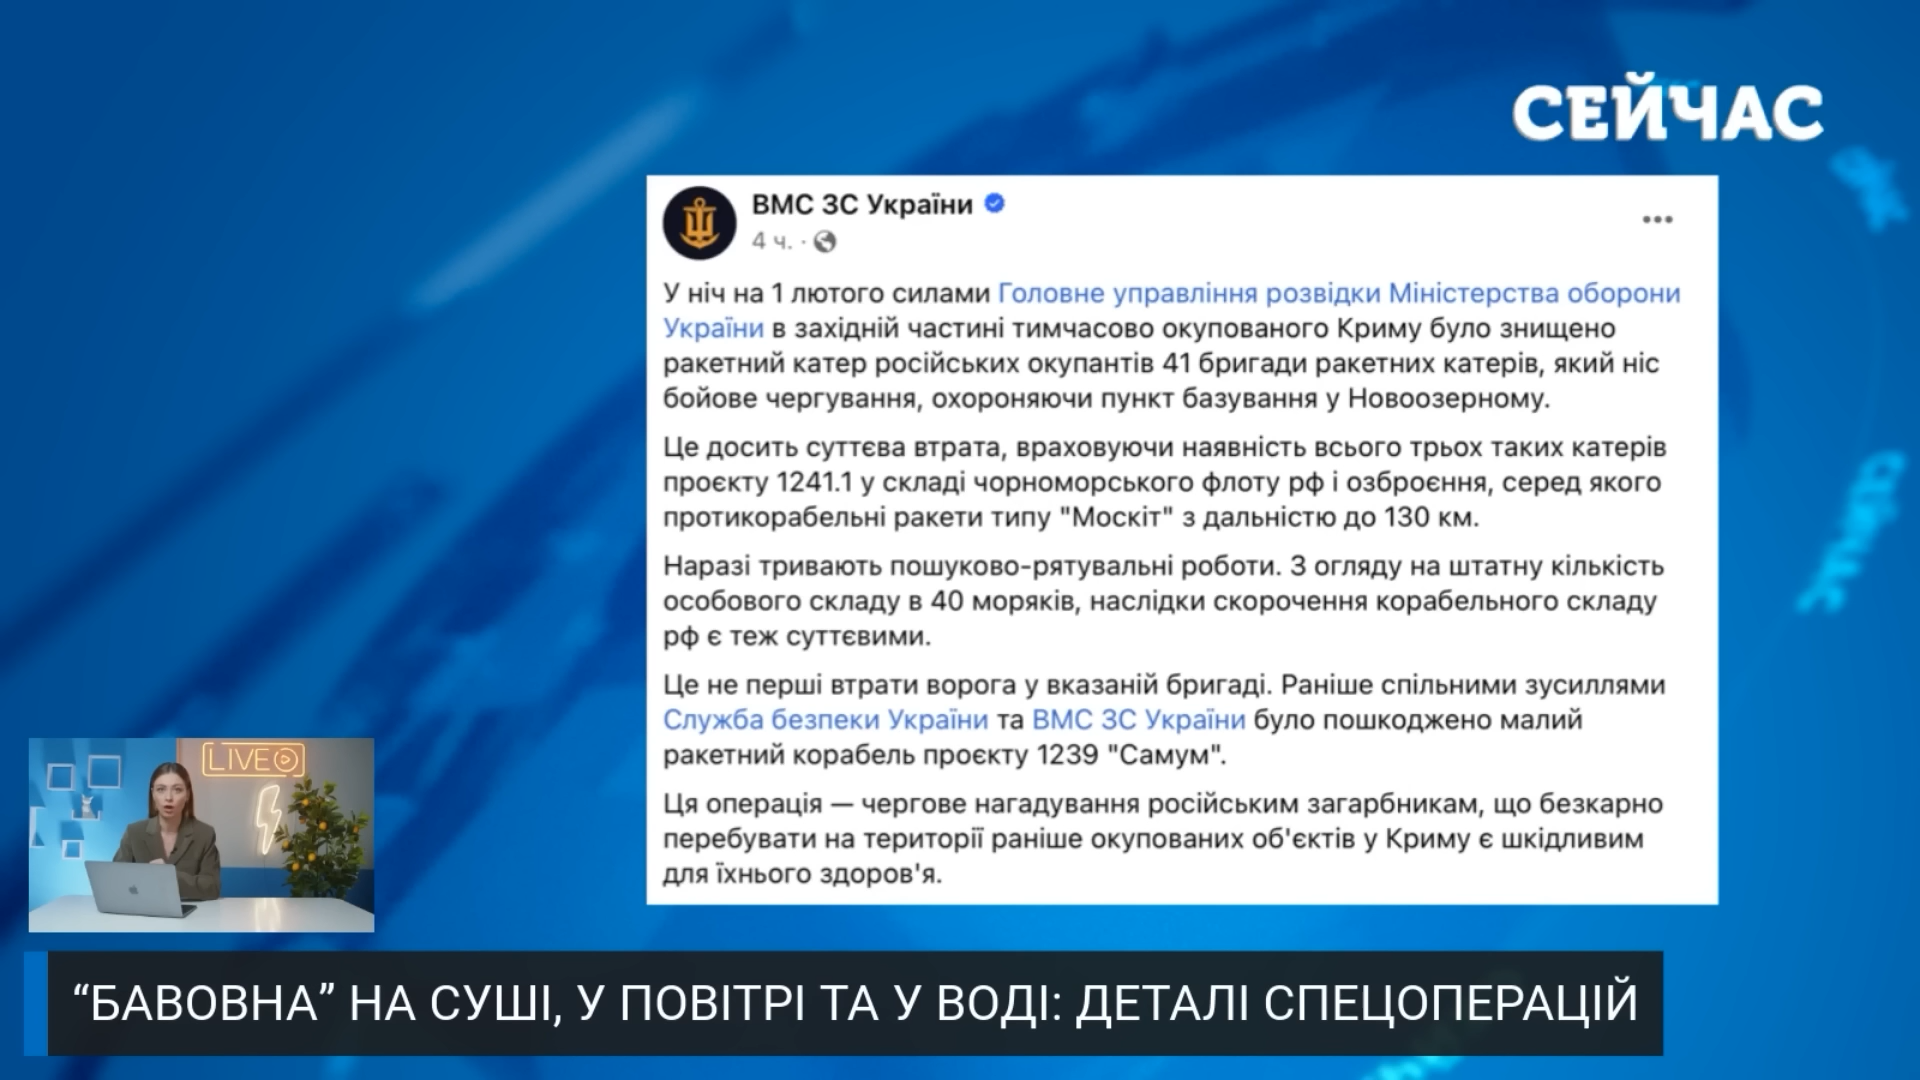 СЕЙЧАС
ВМС ЗС України
4 ч. ·
У ніч на 1 лютого силами Головне управління розвідки Міністерства оборони
України в західній частині тимчасово окупованого Криму було знищено
ракетний катер російських окупантів 41 бригади ракетних катерів, який ніс
бойове чергування, охороняючи пункт базування у Новоозерному.
Це досить суттєва втрата, враховуючи наявність всього трьох таких катерів
проєкту 1241.1 у складі чорноморського флоту рф і озброєння, серед якого
протикорабельні ракети типу "Москіт" з дальністю до 130 км.
Наразі тривають пошуково-рятувальні роботи. З огляду на штатну кількість
особового складу в 40 моряків, наслідки скорочення корабельного складу
рф є теж суттєвими.
Це не перші втрати ворога у вказаній бригаді. Раніше спільними зусиллями
Служба безпеки України та ВМС ЗС України було пошкоджено малий
ракетний корабель проєкту 1239 "Самум".
Ця операція — чергове нагадування російським загарбникам, що безкарно
перебувати на території раніше окупованих об'єктів у Криму є шкідливим
для їхнього здоров'я.
LIVE
“БАВОВНА” НА СУШІ, У ПОВІТРІ ТА У ВОДІ: ДЕТАЛІ СПЕЦОПЕРАЦІЙ